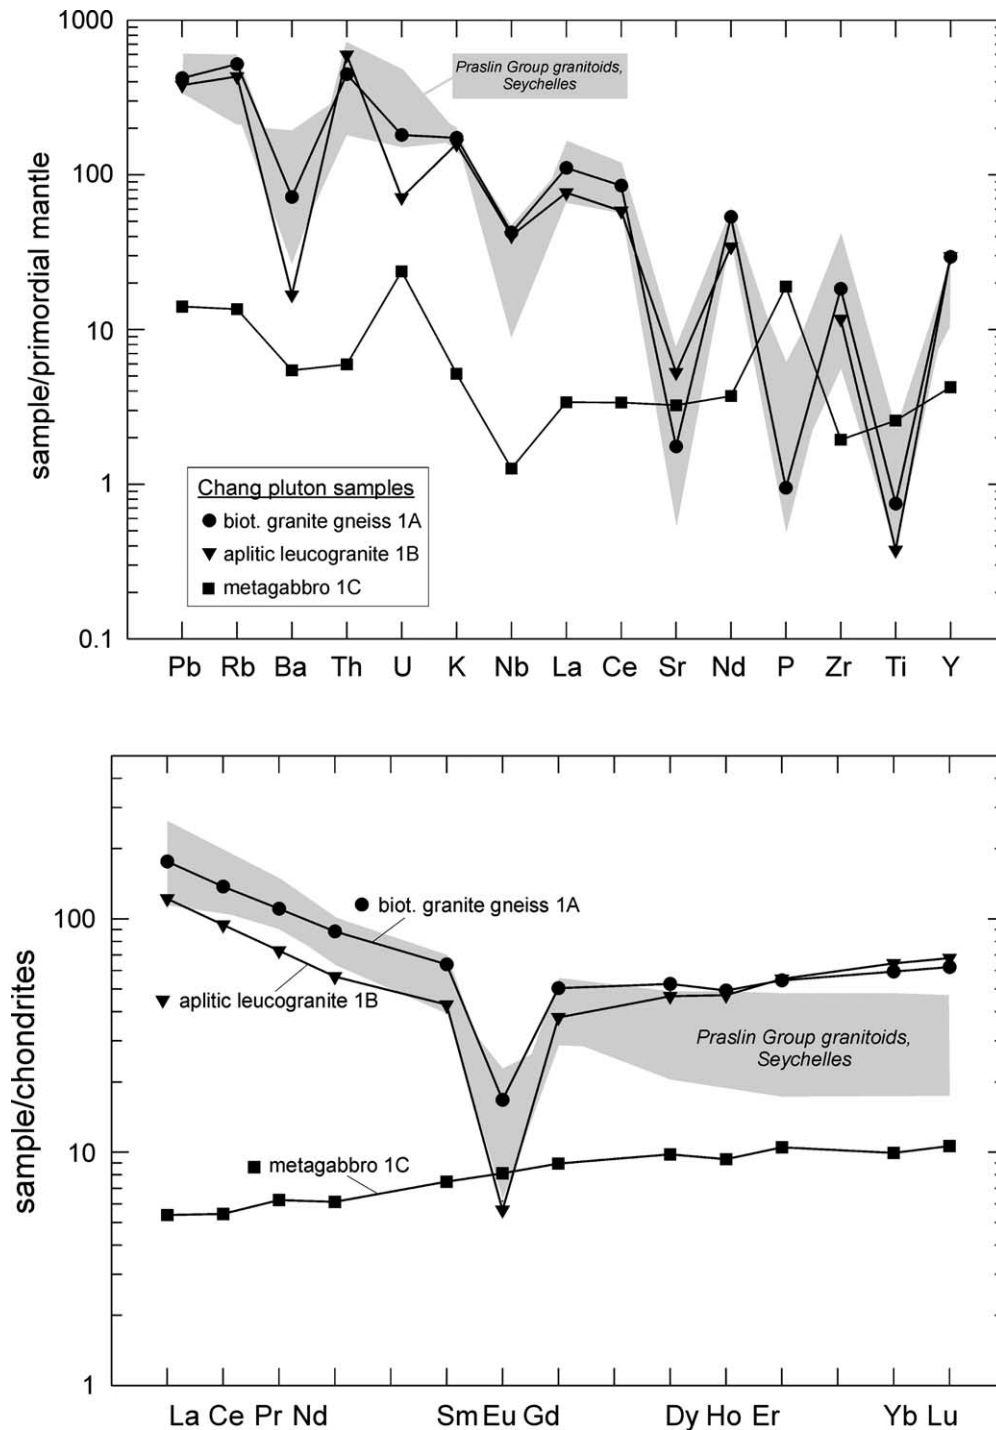 1000
100
10
1
0.1
sample/primordial mantle
Praslin Group granitoids,
Seychelles
Chang pluton samples
biot. granite gneiss 1A
aplitic leucogranite 1B
metagabbro 1C
Pb Rb Ba Th U K Nb La Ce Sr Nd P Zr Ti Y
100
10
1
sample/chondrites
biot. granite gneiss 1A
aplitic leucogranite 1B
Praslin Group granitoids,
Seychelles
metagabbro 1C
La Ce Pr Nd Sm Eu Gd Dy Ho Er Yb Lu